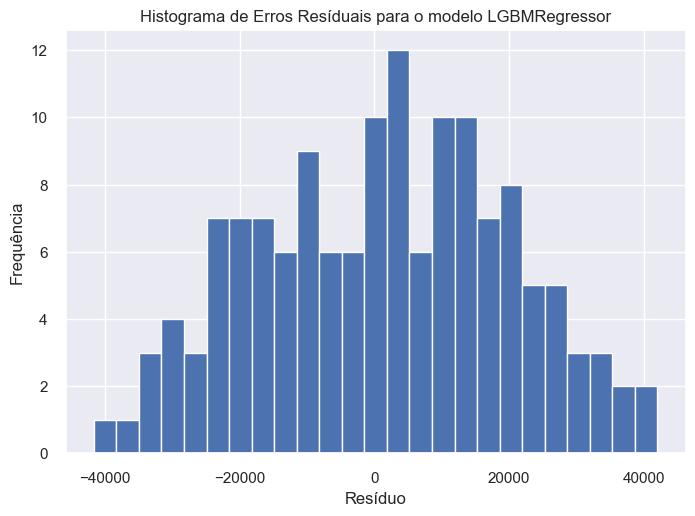 Histograma de Erros Resíduais para o modelo LGBMRegressor
12
10
8
6
4
2
0
Frequência
−40000 −20000 0 20000 40000
Resíduo